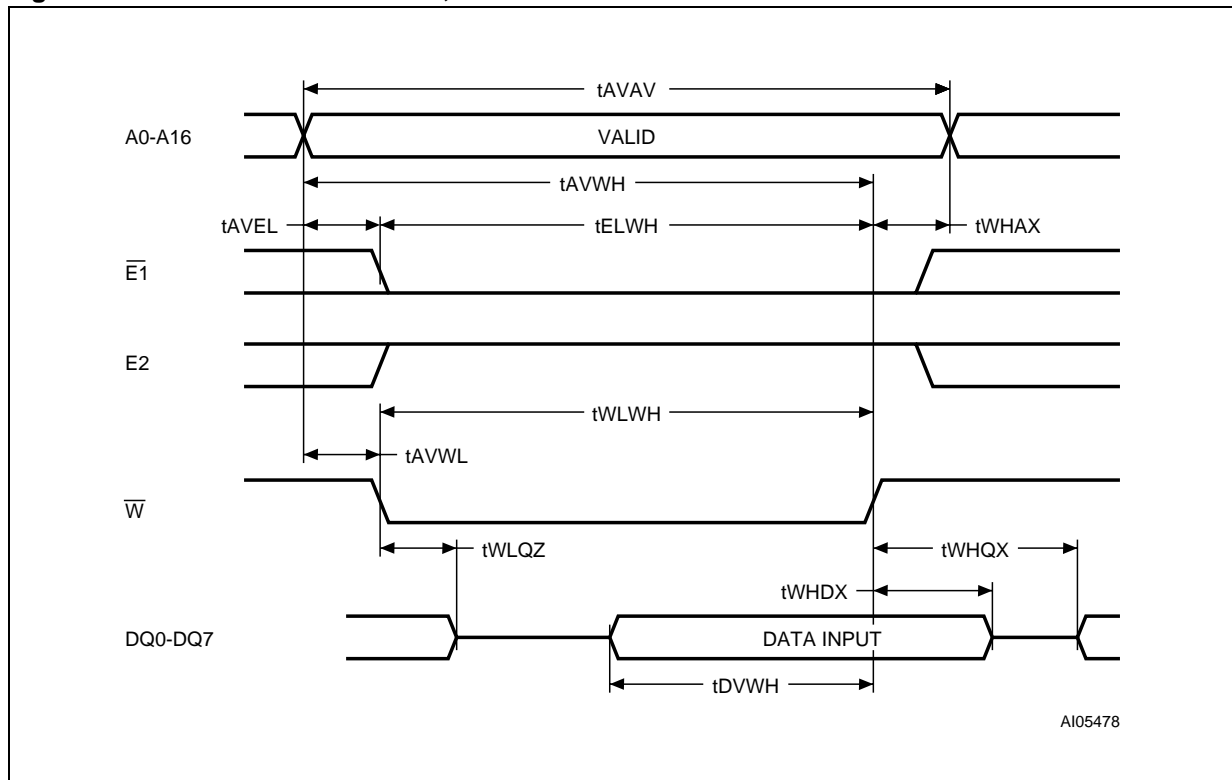 tAVAV
A0-A16
VALID
tAVWH
tAVEL
tELWH
tWHAX
E1
E2
tWLWH
tAVWL
W
tWLQZ
tWHQX
tWHDX
DQ0-DQ7
DATA INPUT
tDVWH
AI05478